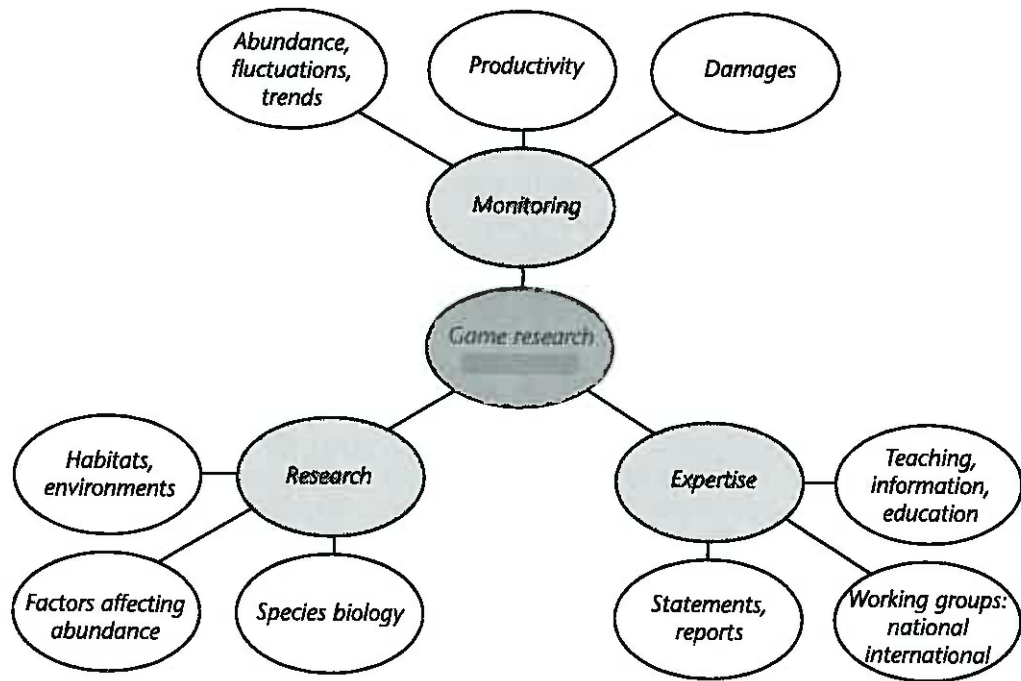 Abundance,
fluctuations,
trends
Productivity
Damages
Monitoring
Game research
Habitats,
environments
Research
Expertise
Teaching,
information,
education
Factors affecting
abundance
Species biology
Statements,
reports
Working groups:
national
international